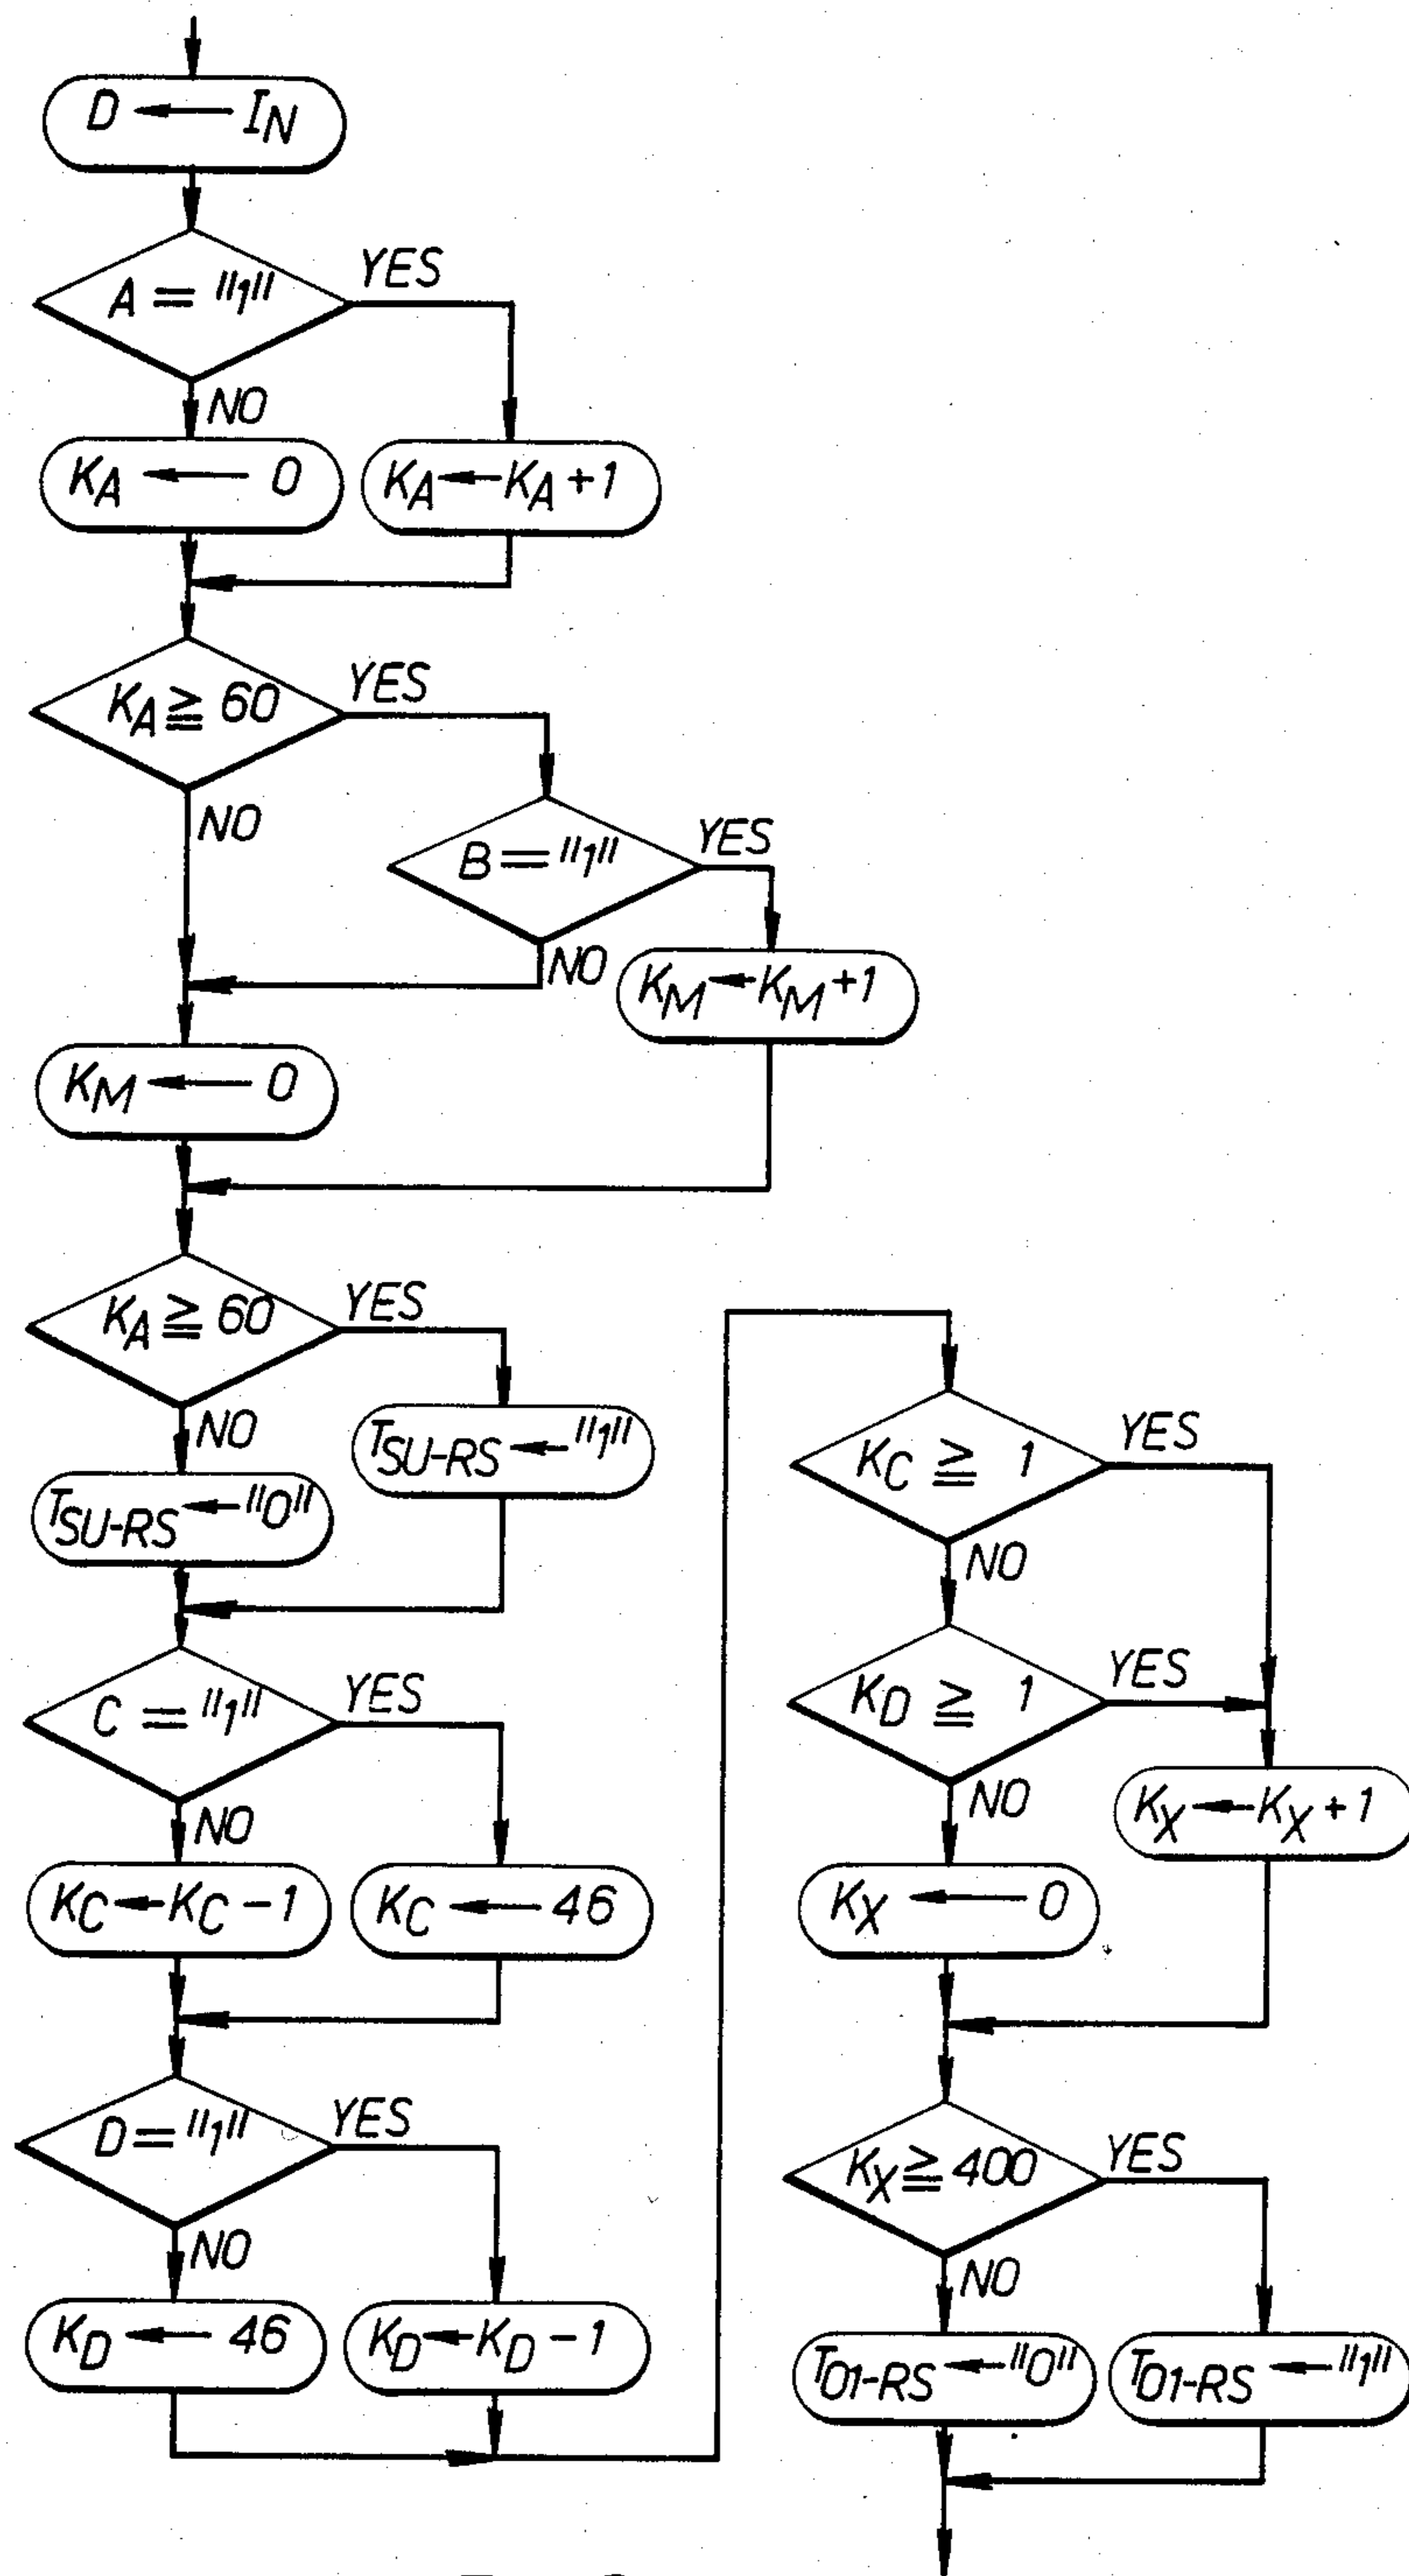 D ← I_N
A = "1"
YES
NO
K_A ← 0
K_A ← K_A + 1
K_A ≧ 60
YES
NO
B = "1"
YES
NO
K_M ← K_M + 1
K_M ← 0
K_A ≧ 60
YES
NO
T_SU-RS ← "1"
T_SU-RS ← "0"
C = "1"
YES
NO
K_C ← K_C - 1
K_C ← 46
D = "1"
YES
NO
K_D ← 46
K_D ← K_D - 1
K_C ≧ 1
YES
NO
K_D ≧ 1
YES
NO
K_X ← K_X + 1
K_X ← 0
K_X ≧ 400
YES
NO
T_01-RS ← "0"
T_01-RS ← "1"